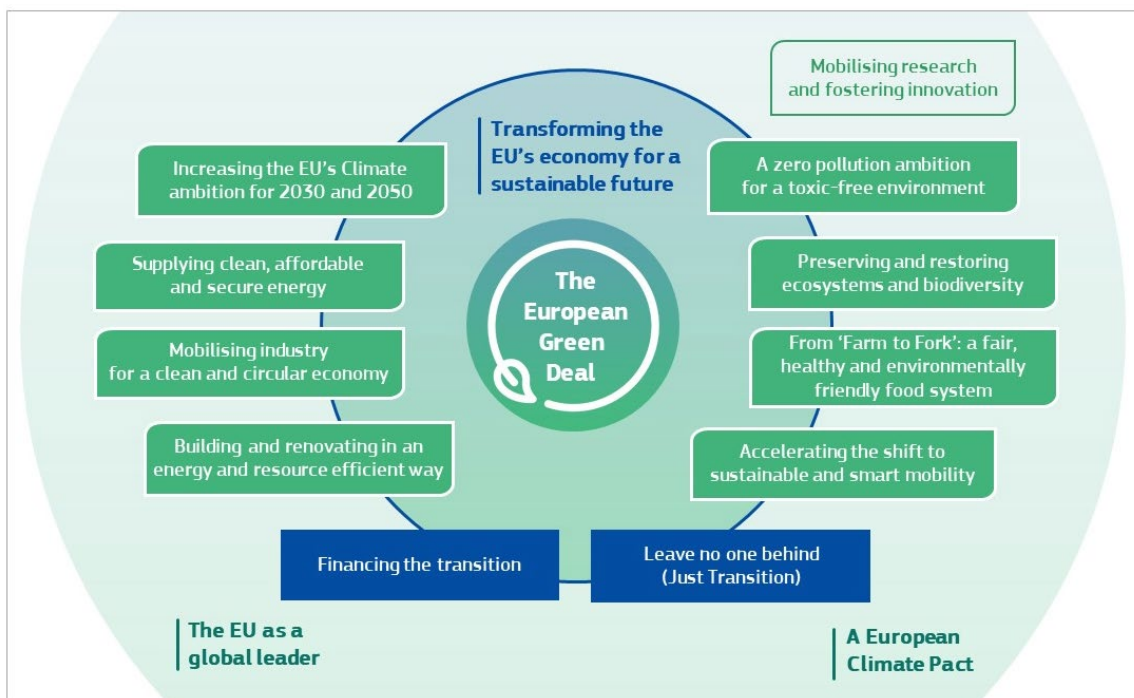 Mobilising research
and fostering innovation
Transforming the
EU's economy for a
sustainable future
Increasing the EU's Climate
ambition for 2030 and 2050
A zero pollution ambition
for a toxic-free environment
Supplying clean, affordable
and secure energy
The
European
Green
Deal
Preserving and restoring
ecosystems and biodiversity
Mobilising industry
for a clean and circular economy
From ‘Farm to Fork’: a fair,
healthy and environmentally
friendly food system
Building and renovating in an
energy and resource efficient way
Accelerating the shift to
sustainable and smart mobility
Financing the transition
Leave no one behind
(Just Transition)
The EU as a
global leader
A European
Climate Pact